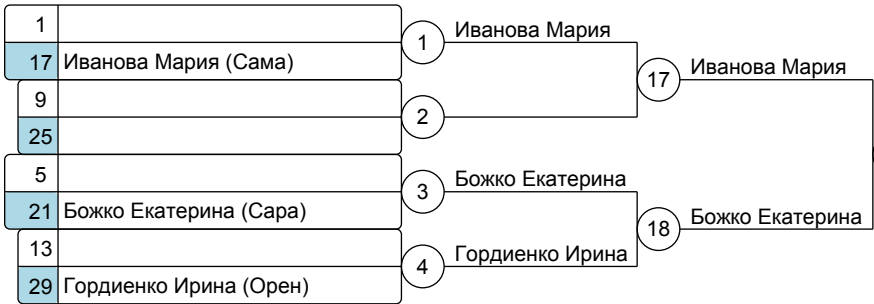 1
17 Иванова Мария (Сама)
9
25
5
21 Божко Екатерина (Сара)
13
29 Гордиенко Ирина (Орен)
1 Иванова Мария
2
3 Божко Екатерина
4 Гордиенко Ирина
17 Иванова Мария
18 Божко Екатерина